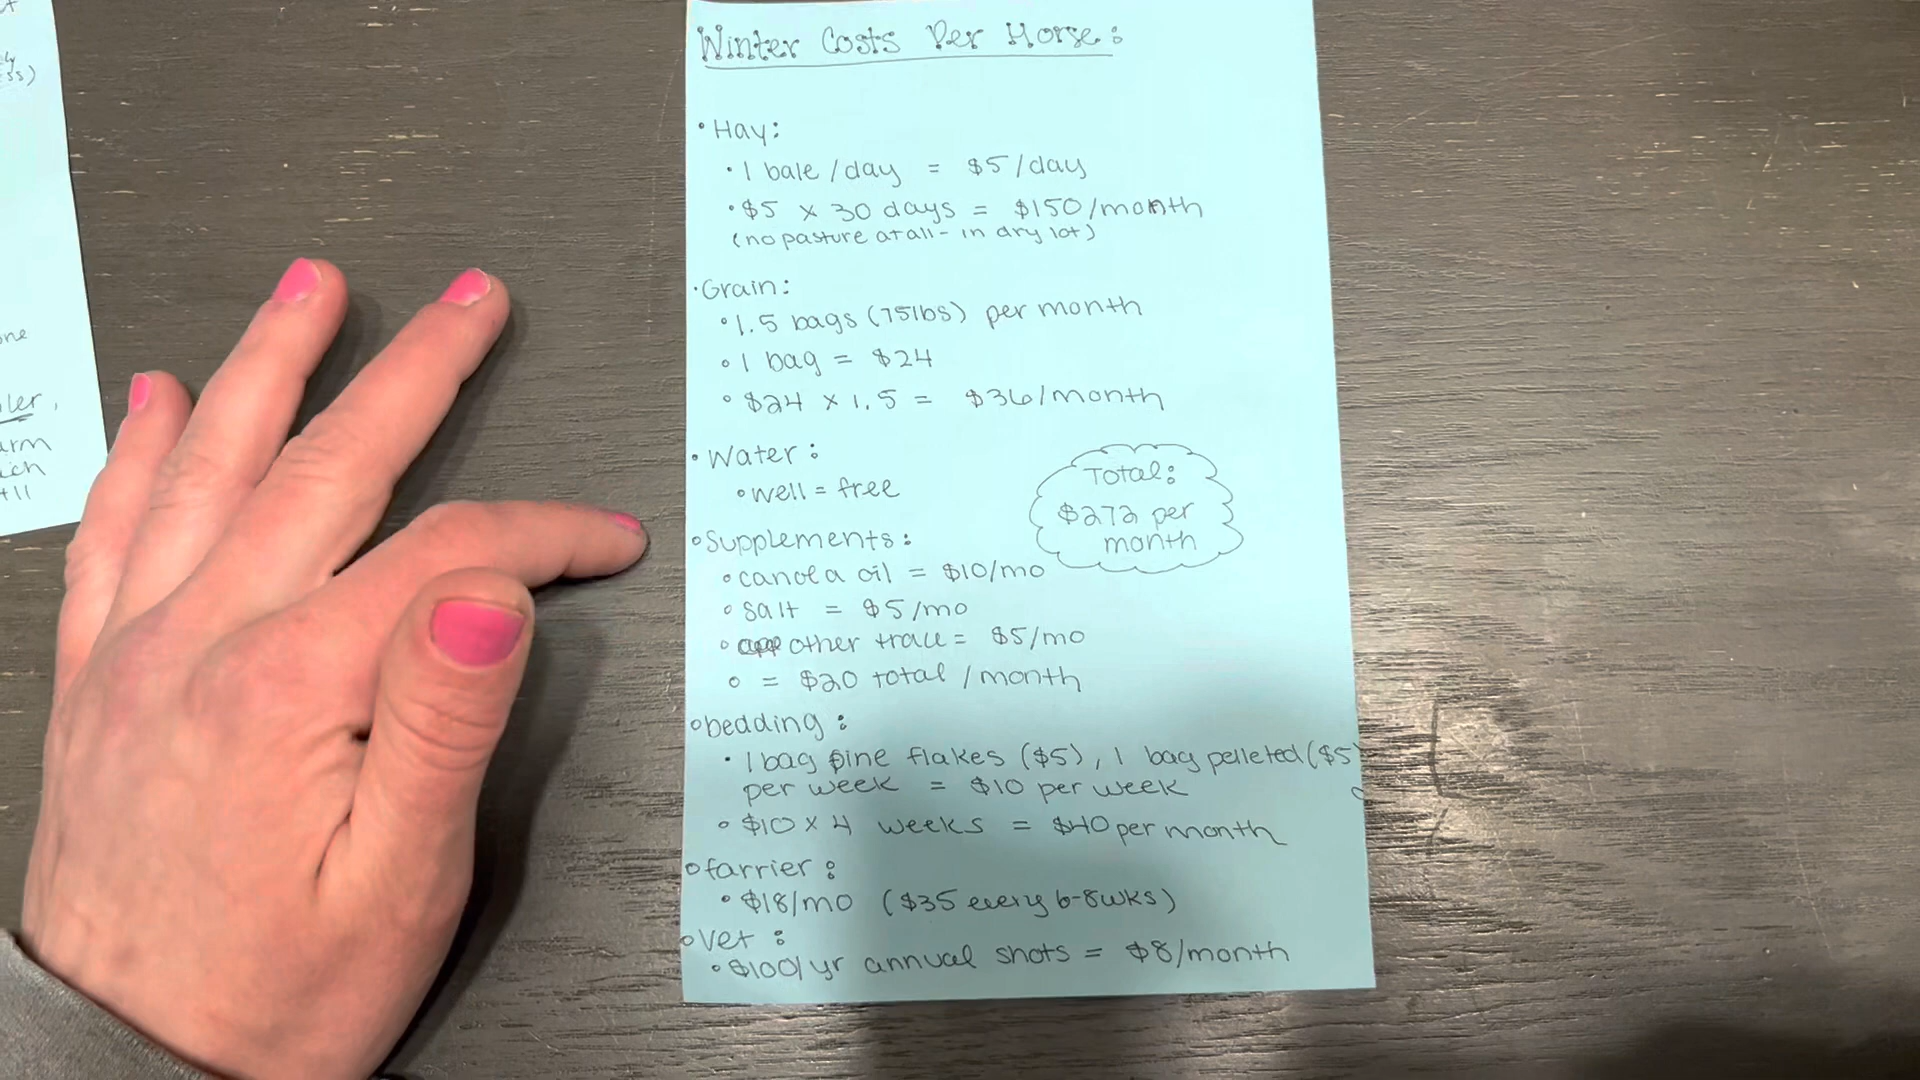 Winter Costs Per Horse:
• Hay:
• 1 bale/day = $5/day
• $5 x 30 days = $150/month
(no pasture at all - in dry lot)
• Grain:
• 1.5 bags (75lbs) per month
• 1 bag = $24
• $24 x 1.5 = $36/month
• Water:
• well = free
Total:
$272 per
month
• Supplements:
• canola oil = $10/mo
• salt = $5/mo
• other trace = $5/mo
• = $20 total/month
• bedding:
• 1 bag pine flakes ($5), 1 bag pelleted ($5)
per week = $10 per week
• $10 x 4 weeks = $40 per month
• farrier:
• $18/mo ($35 every 6-8wks)
• Vet:
• $100/yr annual shots = $8/month